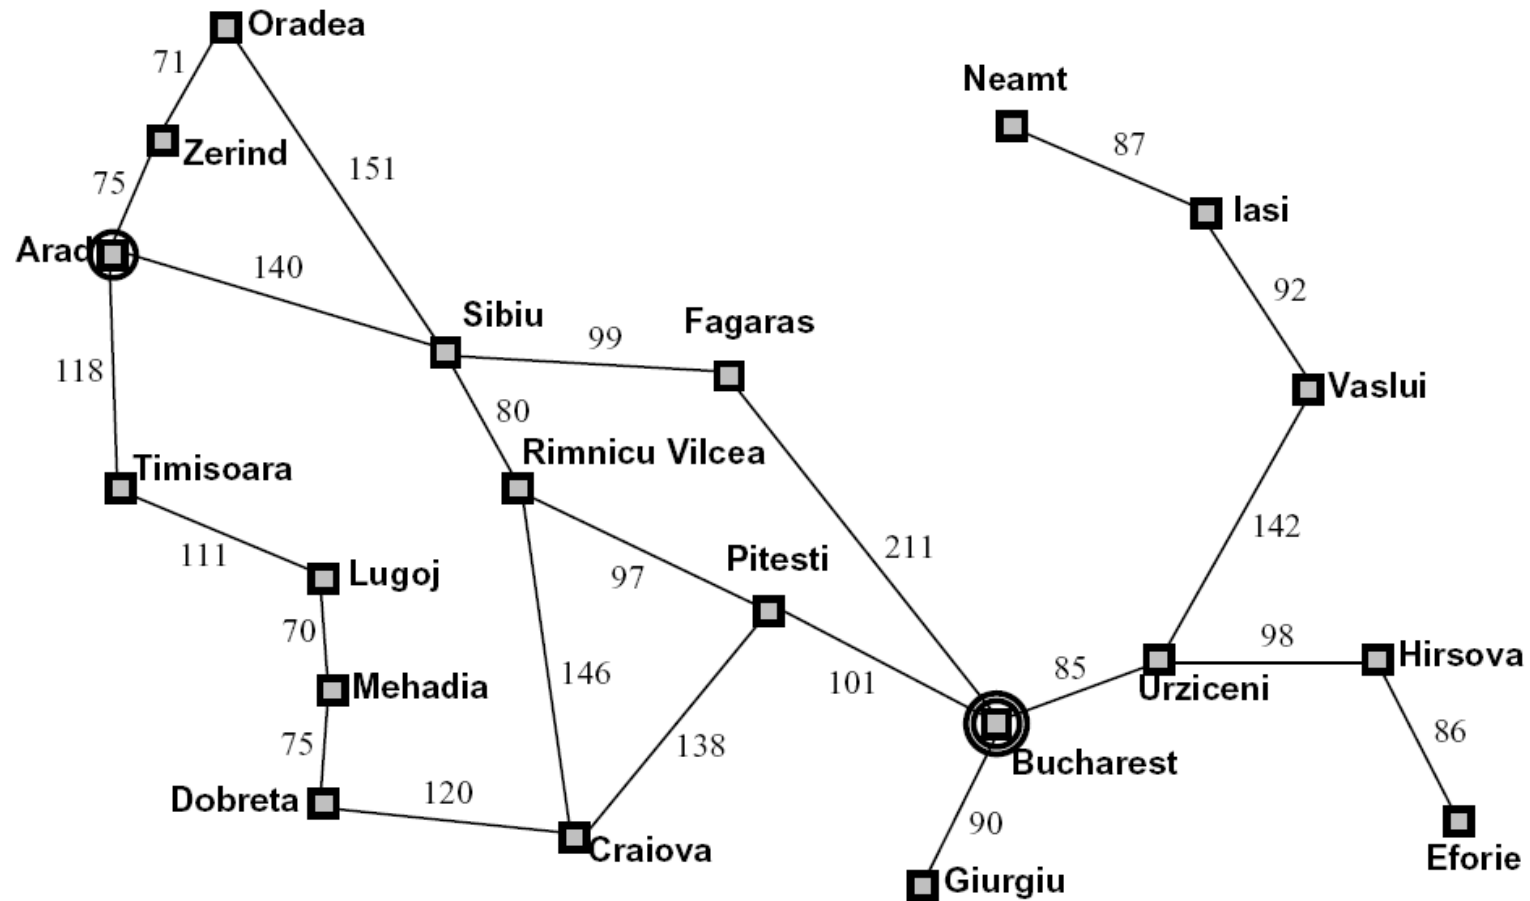 Oradea
71
Neamt
87
Zerind
151
75
Iasi
Arad
140
92
Sibiu
Fagaras
99
118
Vaslui
80
Rimnicu Vilcea
Timisoara
142
211
111
Pitesti
Lugoj
97
70
98
Hirsova
146
85
101
Urziceni
Mehadia
86
75
138
Bucharest
Dobreta
120
90
Craiova
Eforie
Giurgiu